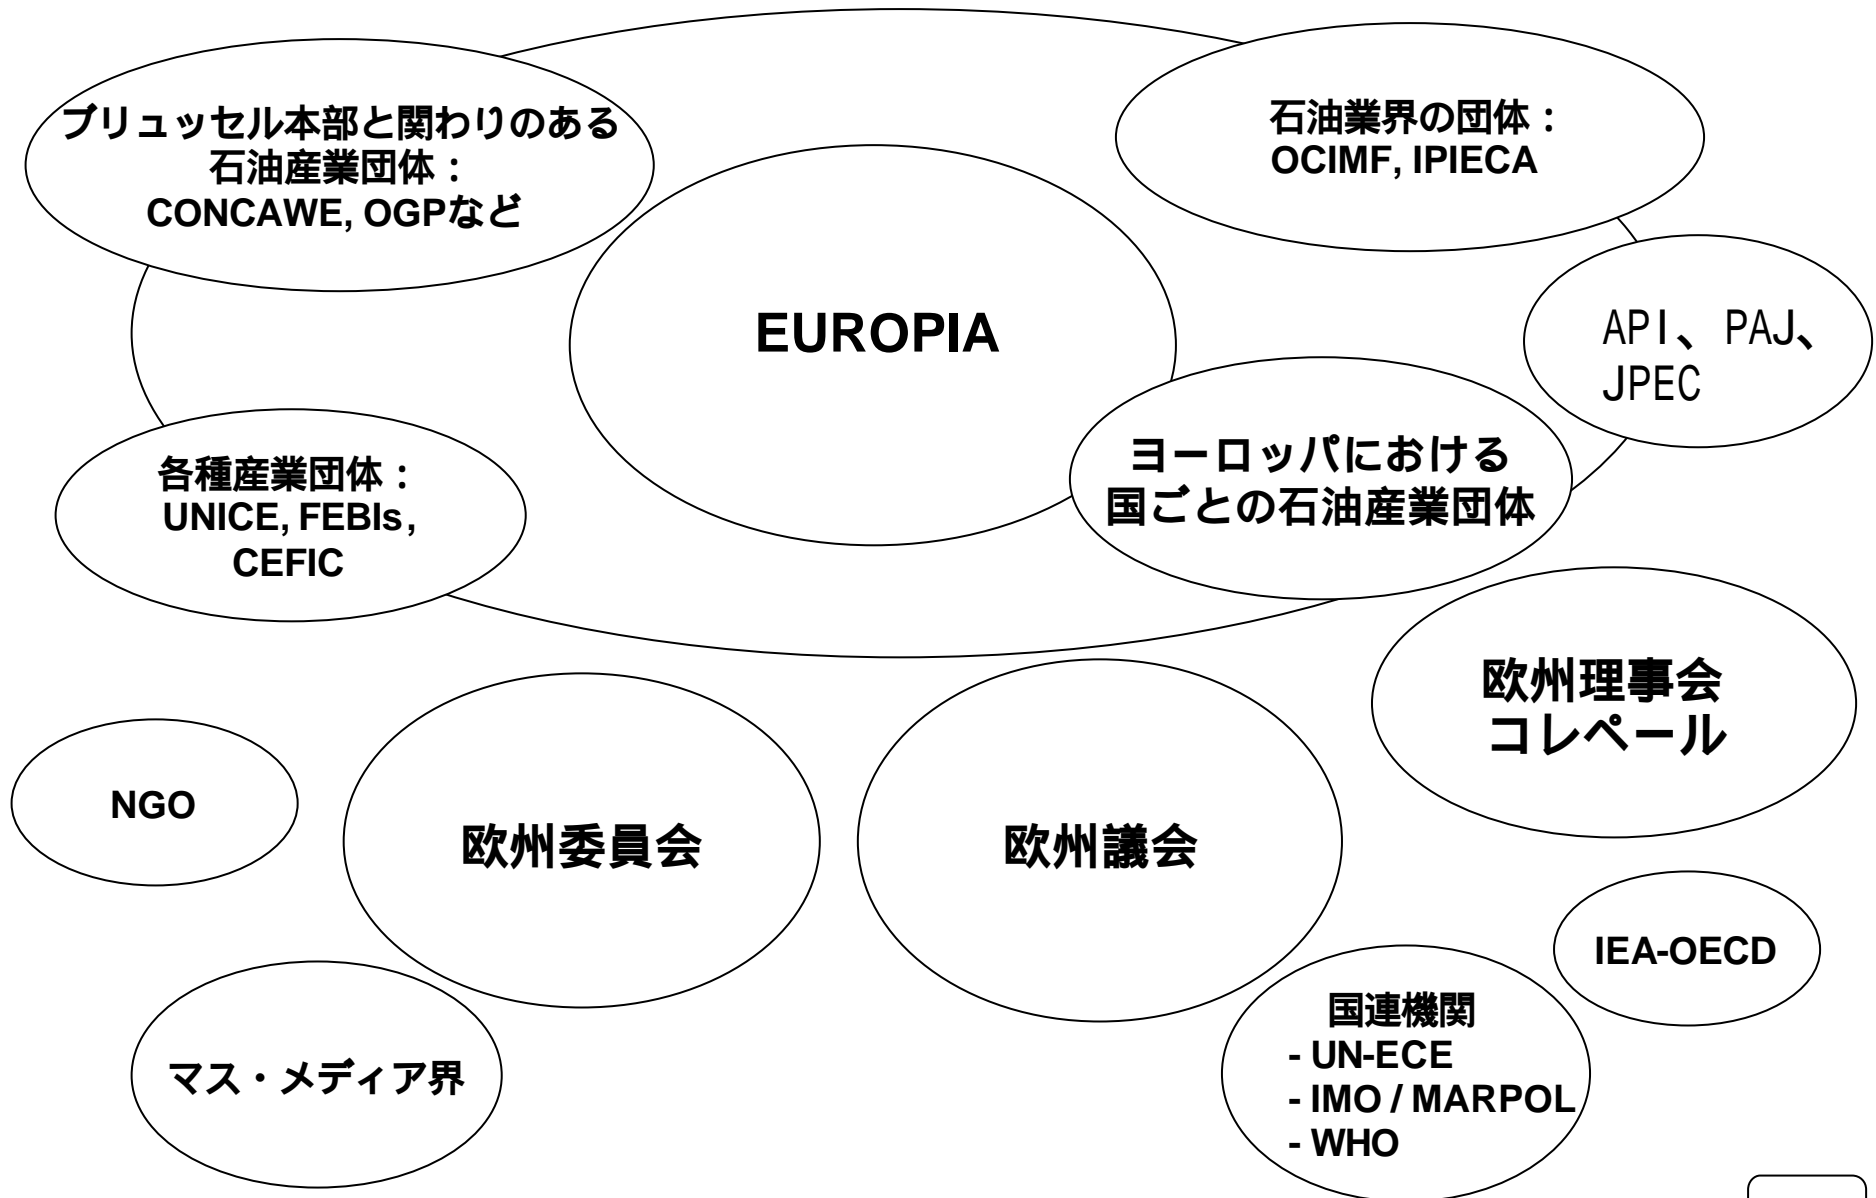 ブリュッセル本部と関わりのある
石油産業団体：
CONCAWE, OGPなど
石油業界の団体：
OCIMF, IPIECA
EUROPIA
API、PAJ、
JPEC
ヨーロッパにおける
国ごとの石油産業団体
各種産業団体：
UNICE, FEBIs,
CEFIC
欧州理事会
コレペール
NGO
欧州委員会
欧州議会
IEA-OECD
国連機関
- UN-ECE
- IMO / MARPOL
- WHO
マス・メディア界